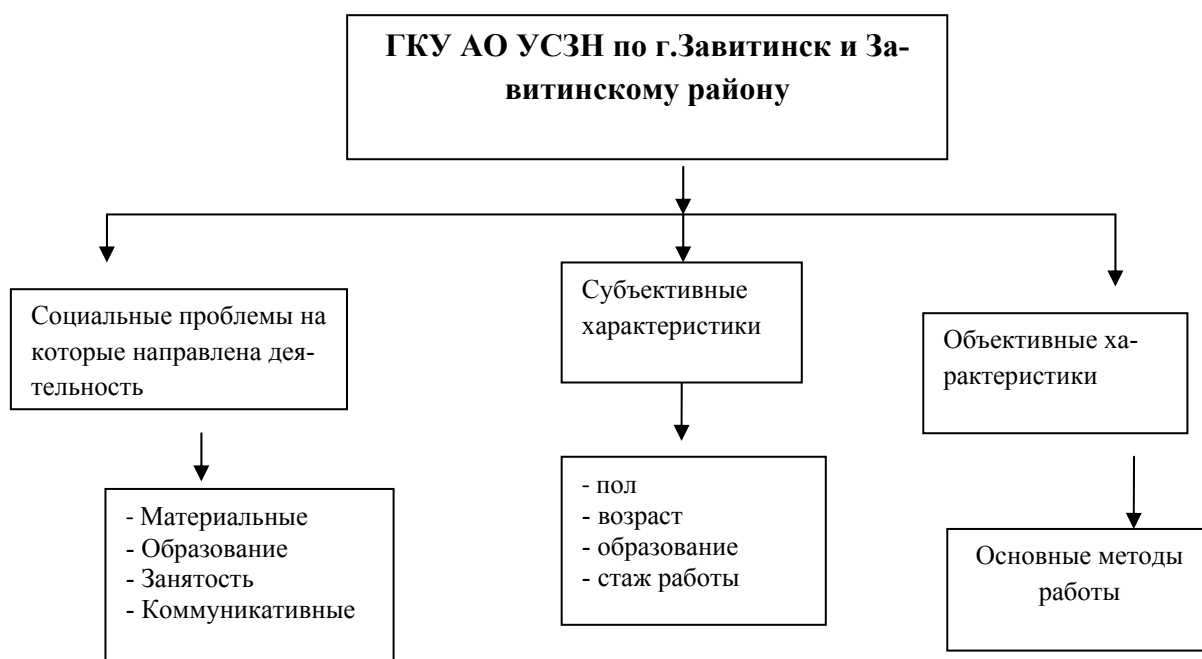 ГКУ АО УСЗН по г.Завитинск и За-
витинскому району
Социальные проблемы на
которые направлена дея-
тельность
Субъективные
характеристики
Объективные ха-
рактеристики
- Материальные
- Образование
- Занятость
- Коммуникативные
- пол
- возраст
- образование
- стаж работы
Основные методы
работы